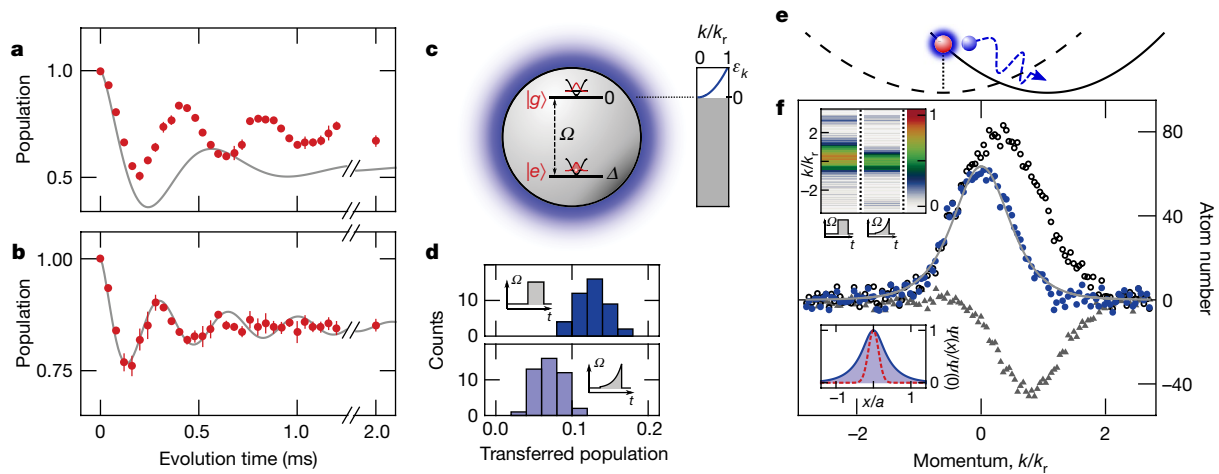 a
Population
1.0
0.5
b
Population
1.00
0.75
0
0.5
1.0
2.0
Evolution time (ms)
c
|g⟩
0
Ω
|e⟩
Δ
k/kr
0 1
εk
0
d
Counts
10
0
Ω
t
10
0
Ω
t
0 0.1 0.2
Transferred population
e
f
k/kr
2
0
−2
1
0
Ω
t
Ω
t
ψ(x)/ψ(0)
1
0
−1 x/a 1
80
40
0
−40
Atom number
−2 0 2
Momentum, k/kr